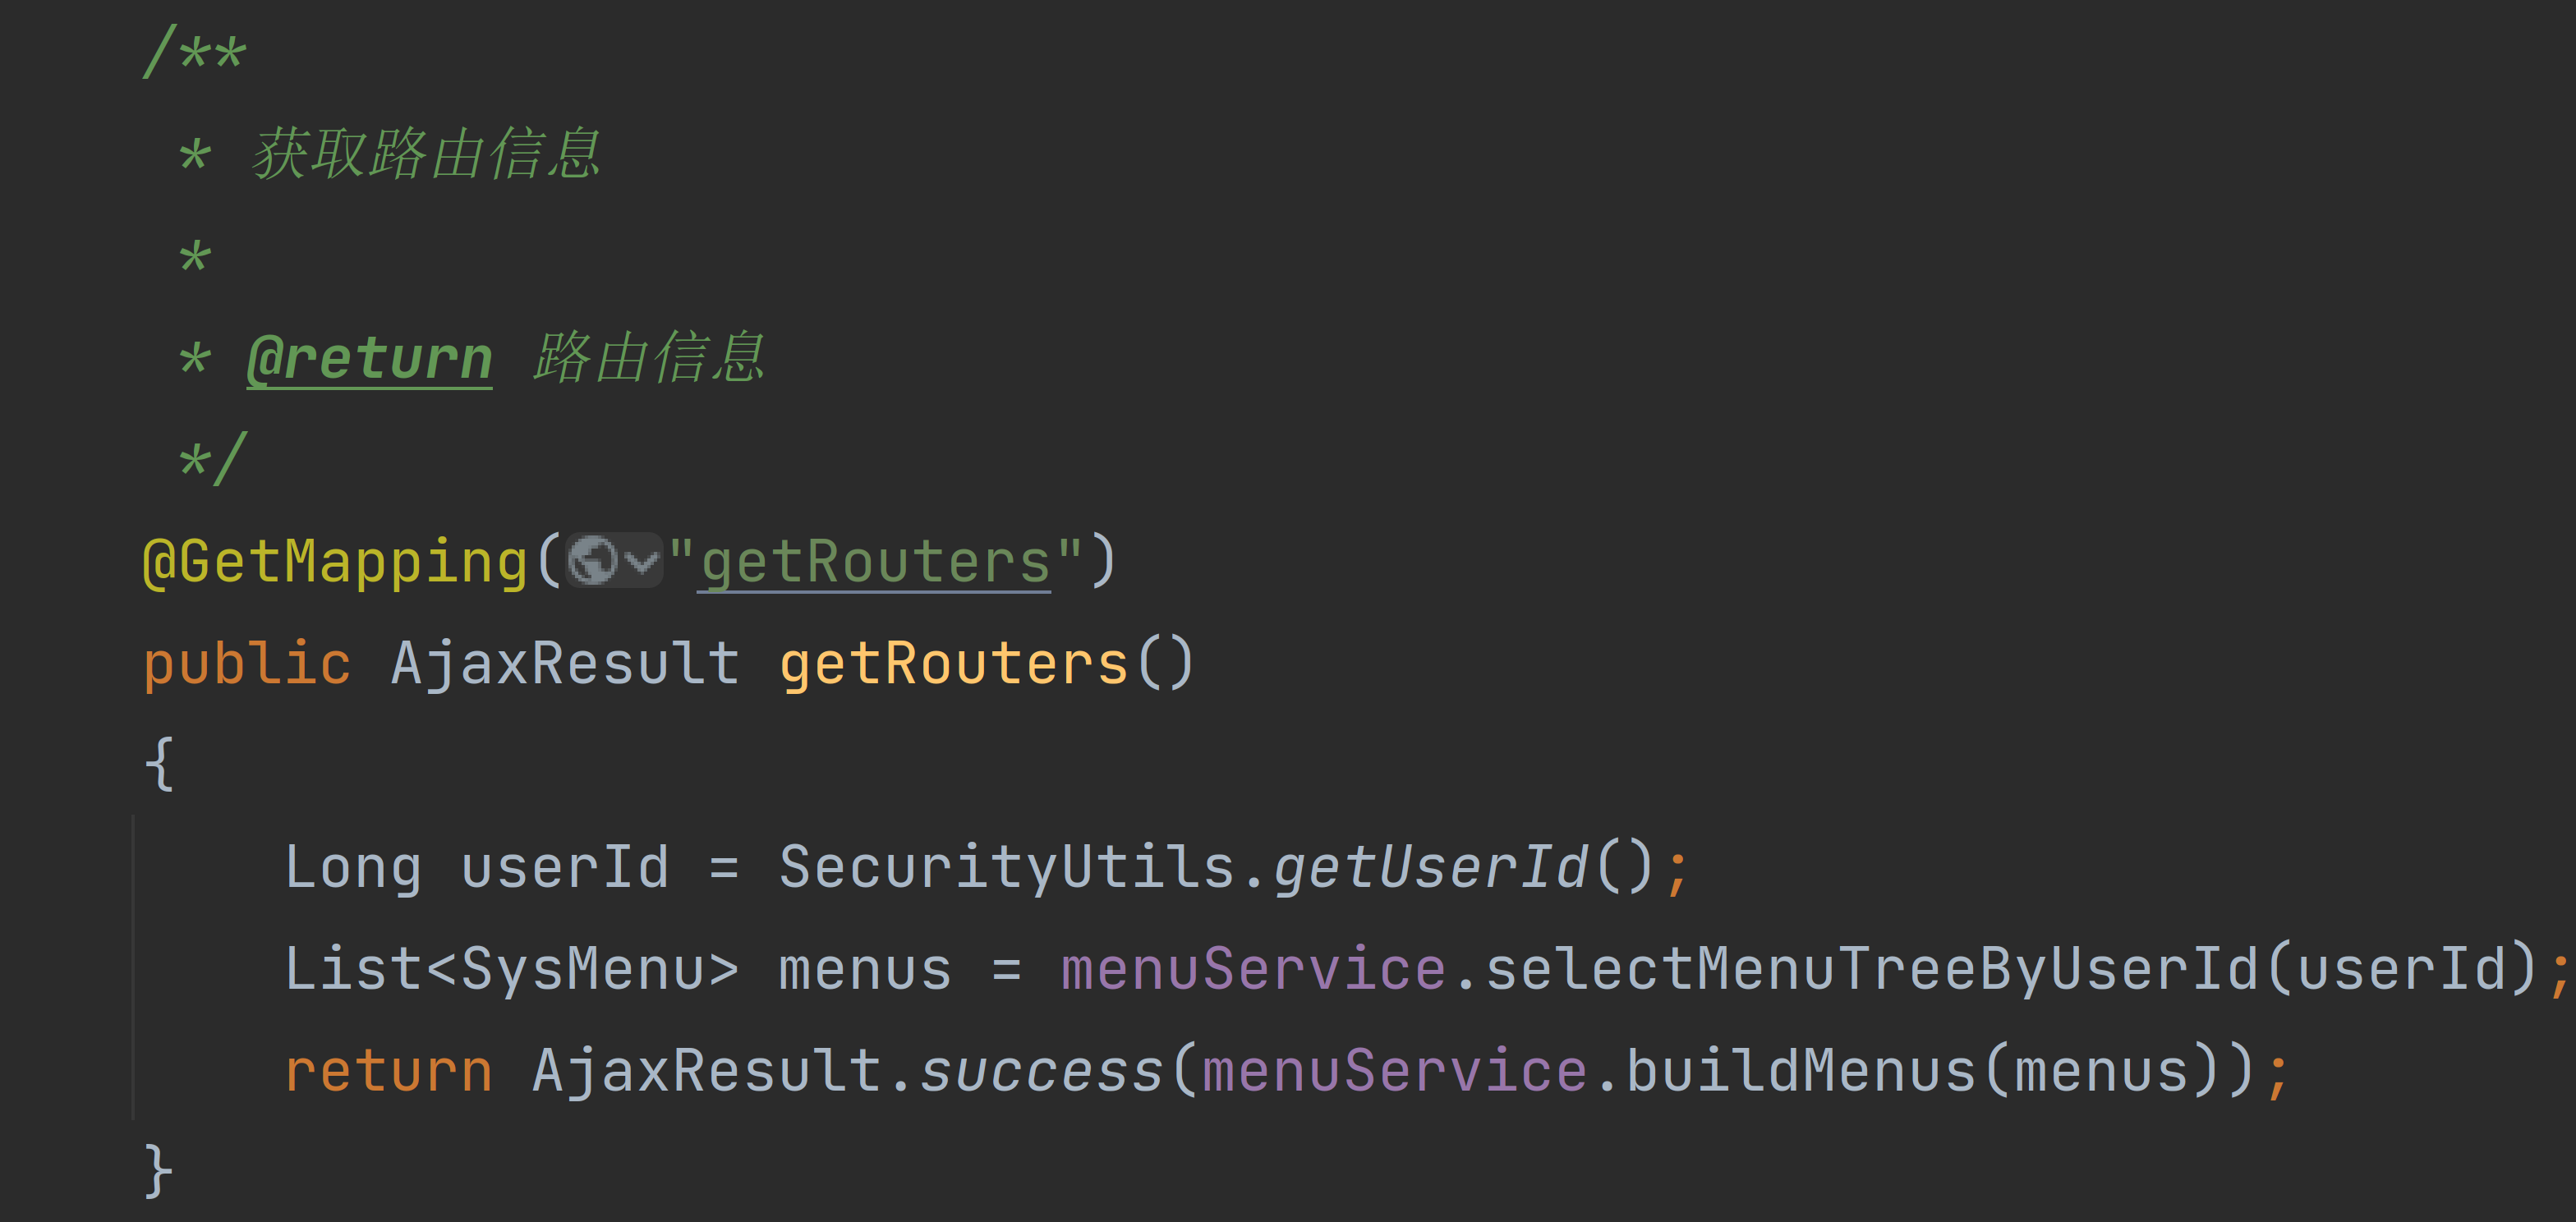 /**
 * 获取路由信息
 *
 * @return 路由信息
 */
@GetMapping("getRouters")
public AjaxResult getRouters()
{
    Long userId = SecurityUtils.getUserId();
    List<SysMenu> menus = menuService.selectMenuTreeByUserId(userId);
    return AjaxResult.success(menuService.buildMenus(menus));
}